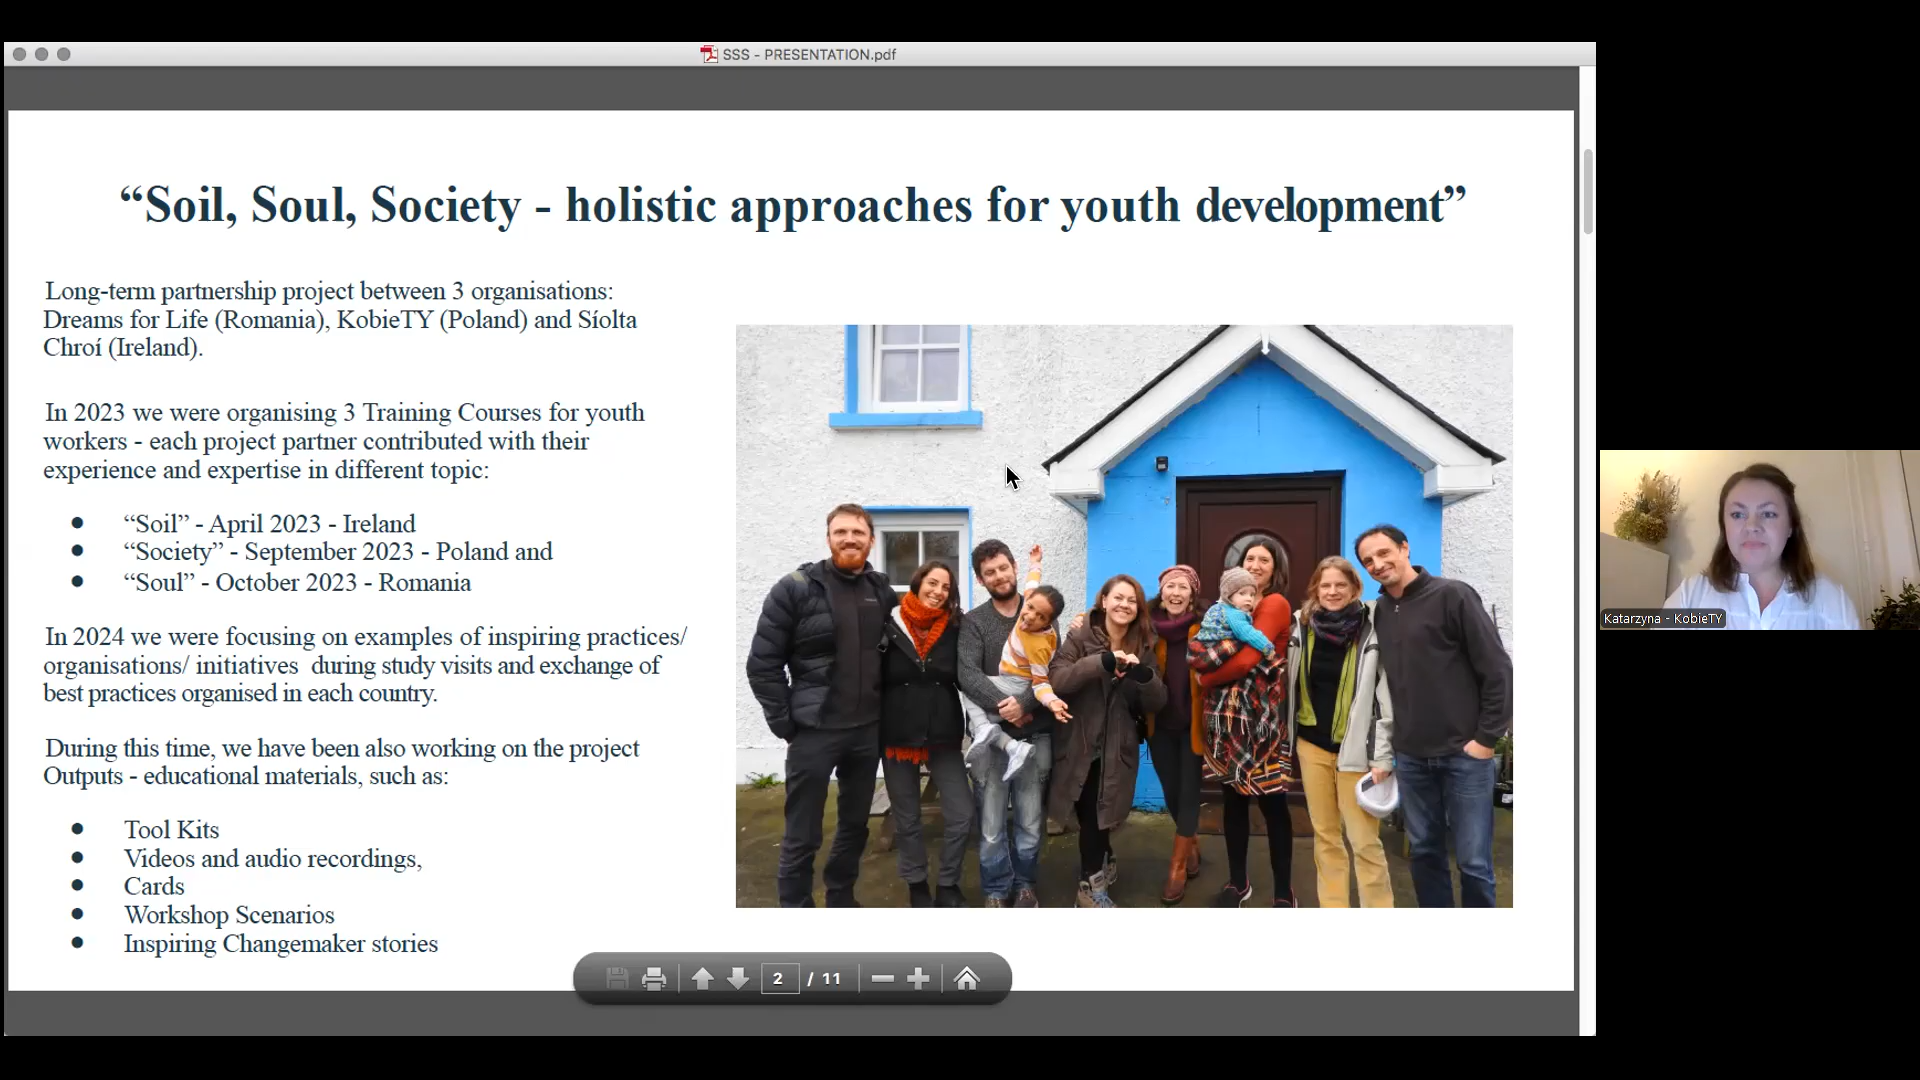 SSS - PRESENTATION.pdf
“Soil, Soul, Society - holistic approaches for youth development”
Long-term partnership project between 3 organisations:
Dreams for Life (Romania), KobieTY (Poland) and Síolta
Chroí (Ireland).
In 2023 we were organising 3 Training Courses for youth
workers - each project partner contributed with their
experience and expertise in different topic:
● “Soil” - April 2023 - Ireland
● “Society” - September 2023 - Poland and
● “Soul” - October 2023 - Romania
In 2024 we were focusing on examples of inspiring practices/
organisations/ initiatives during study visits and exchange of
best practices organised in each country.
During this time, we have been also working on the project
Outputs - educational materials, such as:
● Tool Kits
● Videos and audio recordings,
● Cards
● Workshop Scenarios
● Inspiring Changemaker stories
2 / 11
Katarzyna - KobieTY